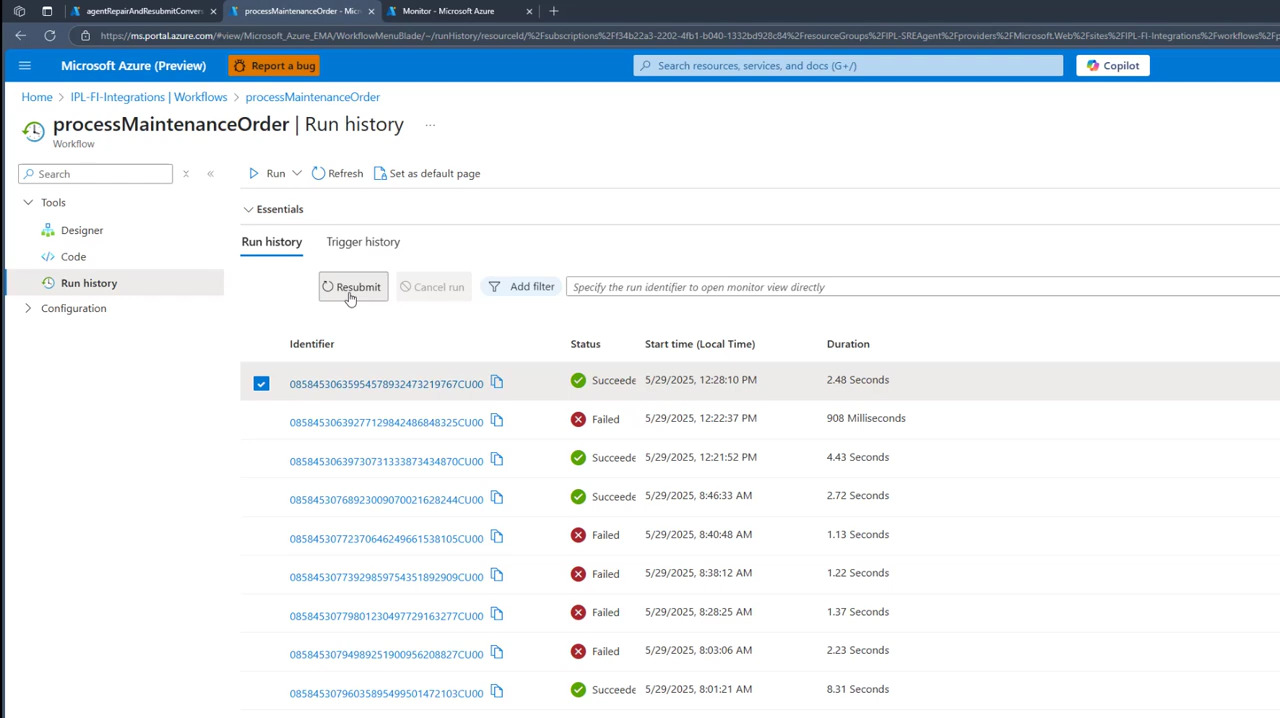 agentRepairAndResubmitConver
processMaintenanceOrder - Micr
Monitor - Microsoft Azure
https://ms.portal.azure.com/#view/Microsoft_Azure_EMA/WorkflowMenuBlade/~/runHistory/resourceId/%2Fsubscriptions%2Ff34b22a3-2202-4fb1-b040-1332bd928c84%2FresourceGroups%2FIPL-SREAgent%2Fproviders%2FMicrosoft.Web%2Fsites%2FIPL-FI-Integrations%2Fworkflows%2Fp
Microsoft Azure (Preview)
Report a bug
Search resources, services, and docs (G+/)
Copilot
Home > IPL-FI-Integrations | Workflows > processMaintenanceOrder
processMaintenanceOrder | Run history ...
Workflow
Search
Run
Refresh
Set as default page
Tools
Designer
Code
Run history
Configuration
Essentials
Run history
Trigger history
Resubmit
Cancel run
Add filter
Specify the run identifier to open monitor view directly
Identifier Status Start time (Local Time) Duration
08584530635954578932473219767CU00 Succeede 5/29/2025, 12:28:10 PM 2.48 Seconds
08584530639277129842486848325CU00 Failed 5/29/2025, 12:22:37 PM 908 Milliseconds
08584530639730731333873434870CU00 Succeede 5/29/2025, 12:21:52 PM 4.43 Seconds
08584530768923009070021628244CU00 Succeede 5/29/2025, 8:46:33 AM 2.72 Seconds
08584530772370646249661538105CU00 Failed 5/29/2025, 8:40:48 AM 1.13 Seconds
08584530773929859754351892909CU00 Failed 5/29/2025, 8:38:12 AM 1.22 Seconds
08584530779801230497729163277CU00 Failed 5/29/2025, 8:28:25 AM 1.37 Seconds
08584530794989251900956208827CU00 Failed 5/29/2025, 8:03:06 AM 2.23 Seconds
08584530796035895499501472103CU00 Succeede 5/29/2025, 8:01:21 AM 8.31 Seconds